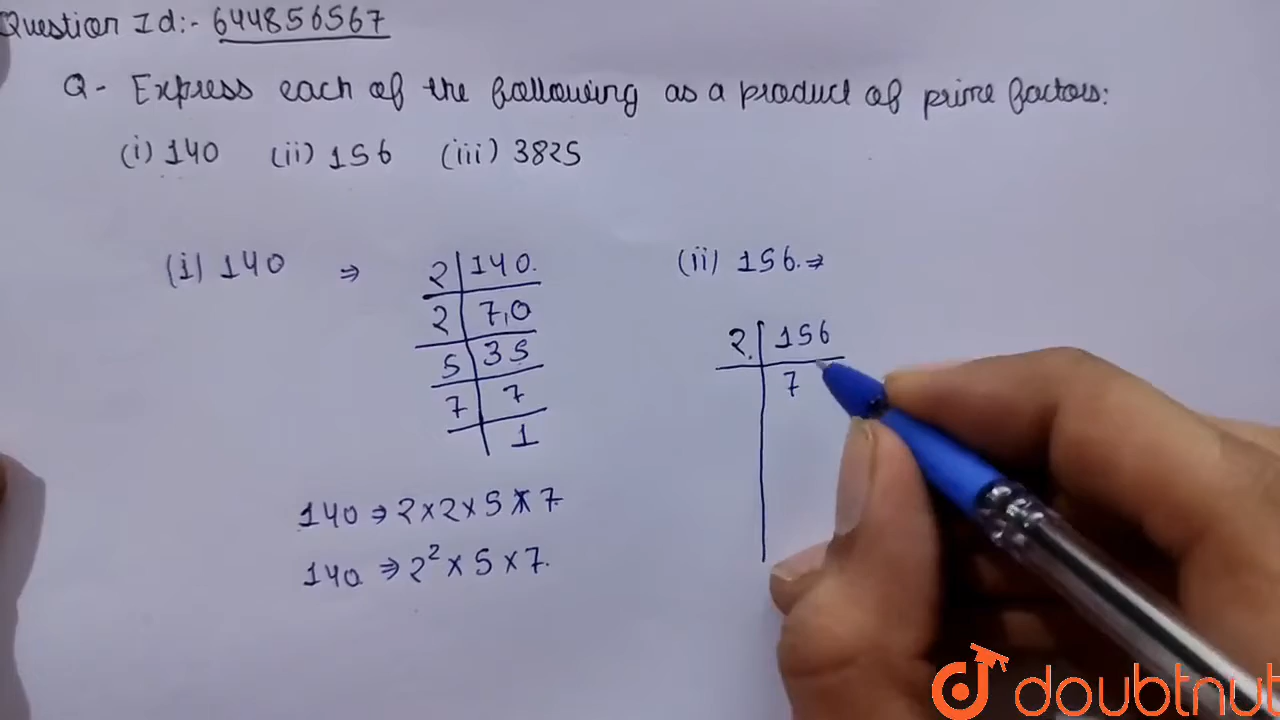 Question Id:- 644856567
Q- Express each of the following as a product of prime factors:
(i) 140 (ii) 156 (iii) 3825
(i) 140 ⇒
2 | 140.
2 | 70
5 | 35
7 | 7
1
140 ⇒ 2 × 2 × 5 × 7.
140 ⇒ 2² × 5 × 7.
(ii) 156. ⇒
2. | 156
7
doubtnut